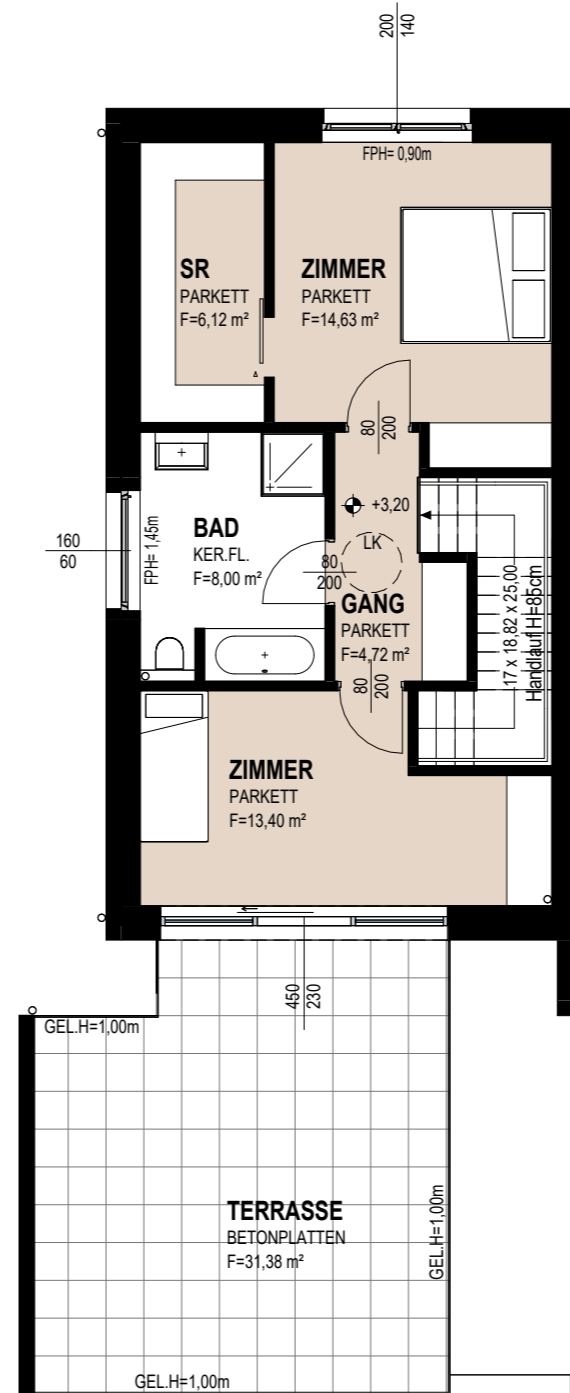 200
140
FPH= 0,90m
SR
PARKETT
F=6,12 m²
ZIMMER
PARKETT
F=14,63 m²
80
200
+3,20
LK
160
60
FPH= 1,45m
BAD
KER.FL.
F=8,00 m²
80
200
GANG
PARKETT
F=4,72 m²
17 x 18,82 x 25,00
Handlauf H=85cm
80
200
ZIMMER
PARKETT
F=13,40 m²
450
230
GEL.H=1,00m
TERRASSE
BETONPLATTEN
F=31,38 m²
GEL.H=1,00m
GEL.H=1,00m